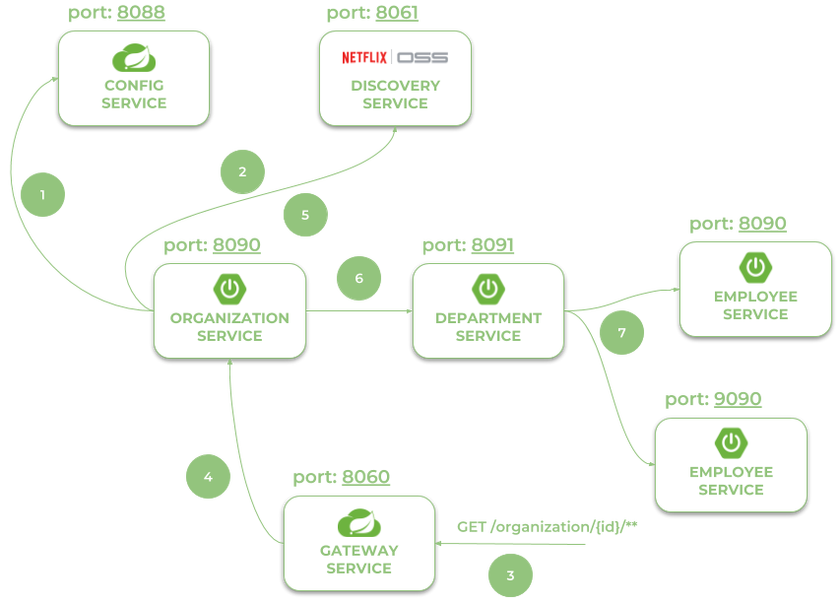 port: 8088
port: 8061
CONFIG
SERVICE
NETFLIX OSS
DISCOVERY
SERVICE
1
2
5
port: 8090
port: 8091
port: 8090
ORGANIZATION
SERVICE
6
DEPARTMENT
SERVICE
EMPLOYEE
SERVICE
7
port: 9090
EMPLOYEE
SERVICE
4
port: 8060
GATEWAY
SERVICE
GET /organization/{id}/**
3